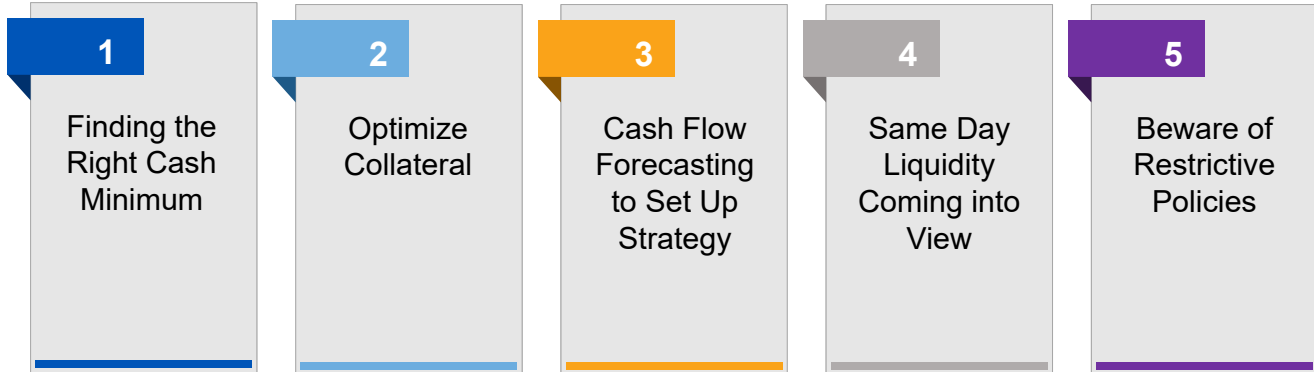 1
Finding the
Right Cash
Minimum
2
Optimize
Collateral
3
Cash Flow
Forecasting
to Set Up
Strategy
4
Same Day
Liquidity
Coming into
View
5
Beware of
Restrictive
Policies